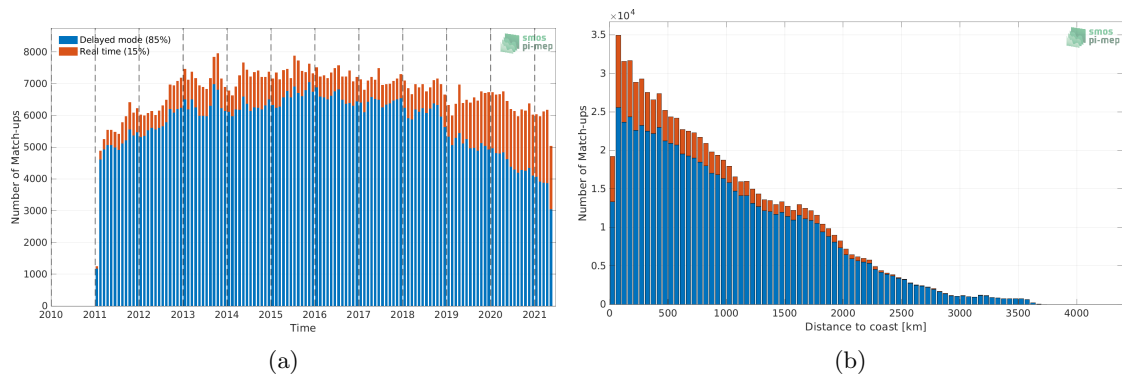 Delayed mode (85%)
Real time (15%)
smos
pi-mep
Number of Match-ups
8000
7000
6000
5000
4000
3000
2000
1000
0
2010 2011 2012 2013 2014 2015 2016 2017 2018 2019 2020 2021
Time
(a)
×10⁴
smos
pi-mep
Number of Match-ups
3.5
3
2.5
2
1.5
1
0.5
0
0 500 1000 1500 2000 2500 3000 3500 4000
Distance to coast [km]
(b)